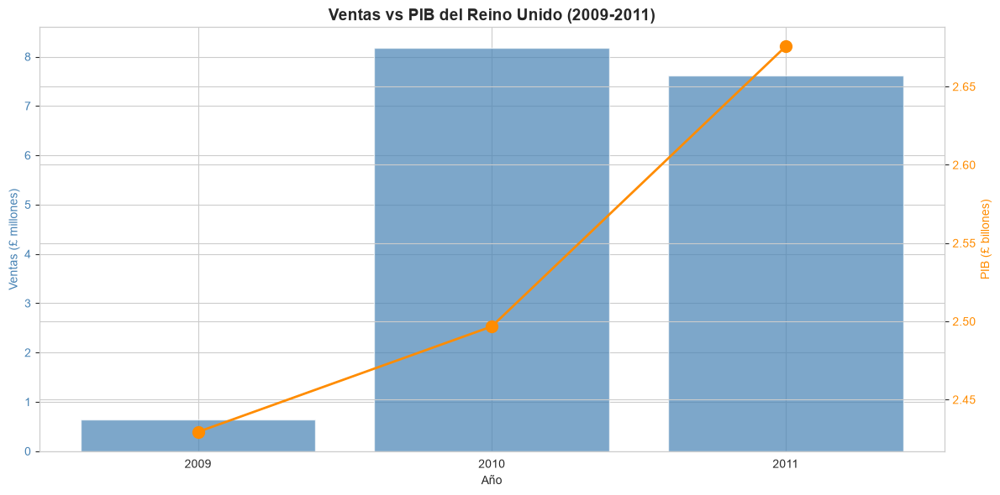 Ventas vs PIB del Reino Unido (2009-2011)
Ventas (£ millones)
8
7
6
5
4
3
2
1
0
2009 2010 2011
Año
2.65
2.60
2.55
2.50
2.45
PIB (£ billones)